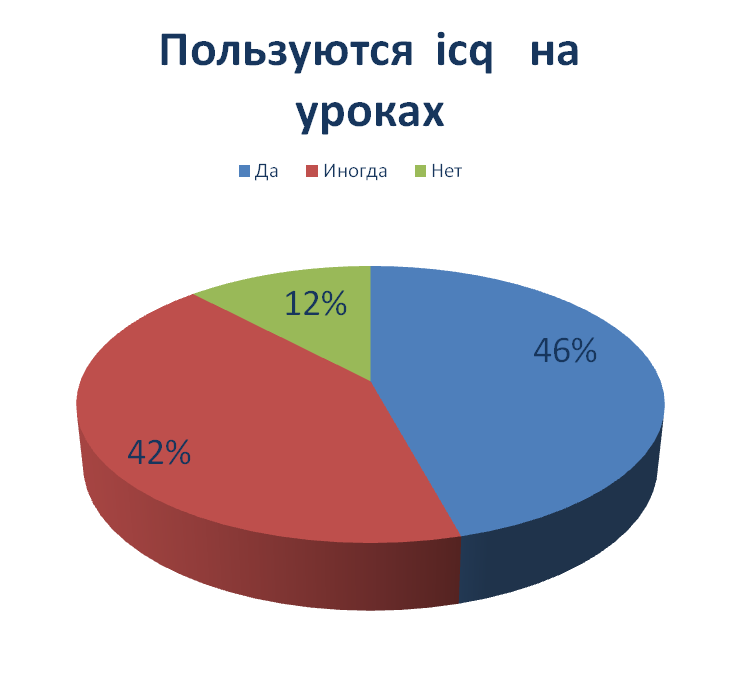 Пользуются icq на
уроках
Да Иногда Нет
12%
46%
42%